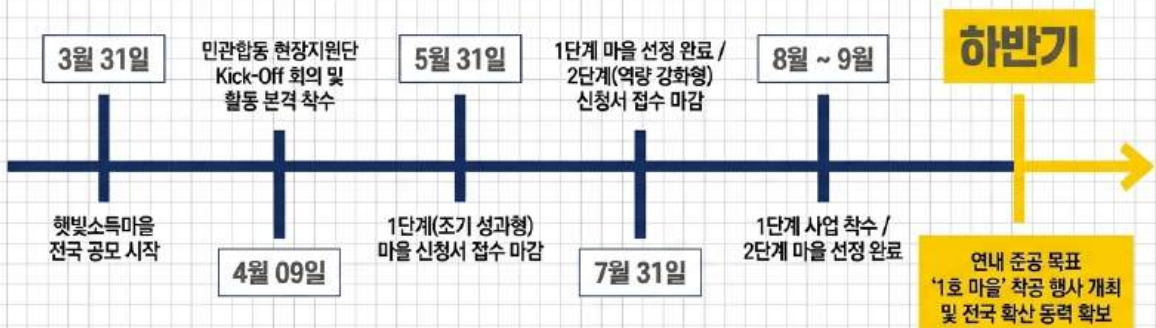 3월 31일
햇빛소득마을
전국 공모 시작
민관합동 현장지원단
Kick-Off 회의 및
활동 본격 착수
4월 09일
5월 31일
1단계(조기 성과형)
마을 신청서 접수 마감
1단계 마을 선정 완료 /
2단계(역량 강화형)
신청서 접수 마감
7월 31일
8월 ~ 9월
1단계 사업 착수 /
2단계 마을 선정 완료
하반기
연내 준공 목표
‘1호 마을’ 착공 행사 개최
및 전국 확산 동력 확보